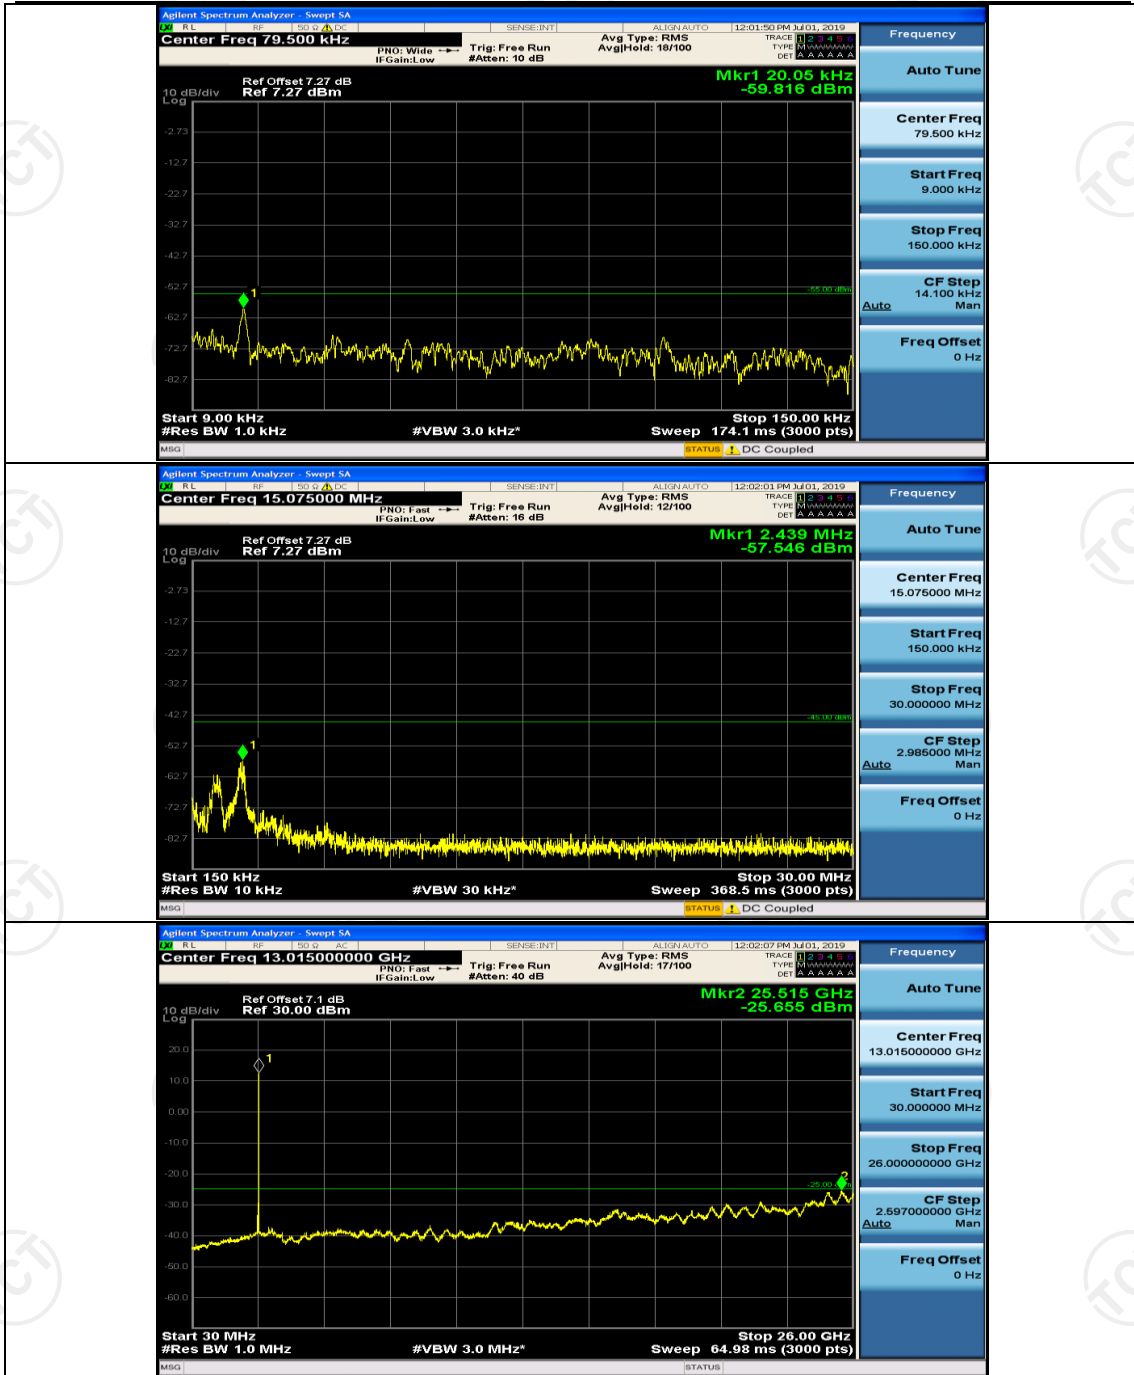 Agilent Spectrum Analyzer - Swept SA
LXI RL RF 50 Ω DC SENSE:INT ALIGN AUTO 12:01:50 PM Jul 01, 2019
Center Freq 79.500 kHz
PNO: Wide
IFGain:Low
Trig: Free Run
#Atten: 10 dB
Avg Type: RMS
Avg|Hold: 18/100
TRACE 1 2 3 4 5 6
TYPE M W W W W W
DET A A A A A A
Frequency
Auto Tune
Mkr1 20.05 kHz
-59.816 dBm
Ref Offset 7.27 dB
10 dB/div Ref 7.27 dBm
Log
-2.73
-12.7
-22.7
-32.7
-42.7
-52.7
-62.7
-72.7
-82.7
1
-55.00 dBm
Center Freq
79.500 kHz
Start Freq
9.000 kHz
Stop Freq
150.000 kHz
CF Step
14.100 kHz
Auto Man
Freq Offset
0 Hz
Start 9.00 kHz Stop 150.00 kHz
#Res BW 1.0 kHz #VBW 3.0 kHz* Sweep 174.1 ms (3000 pts)
MSG STATUS DC Coupled
Agilent Spectrum Analyzer - Swept SA
LXI RL RF 50 Ω DC SENSE:INT ALIGN AUTO 12:02:01 PM Jul 01, 2019
Center Freq 15.075000 MHz
PNO: Fast
IFGain:Low
Trig: Free Run
#Atten: 16 dB
Avg Type: RMS
Avg|Hold: 12/100
TRACE 1 2 3 4 5 6
TYPE M W W W W W
DET A A A A A A
Frequency
Auto Tune
Mkr1 2.439 MHz
-57.546 dBm
Ref Offset 7.27 dB
10 dB/div Ref 7.27 dBm
Log
-2.73
-12.7
-22.7
-32.7
-42.7
-52.7
-62.7
-72.7
-82.7
1
-45.00 dBm
Center Freq
15.075000 MHz
Start Freq
150.000 kHz
Stop Freq
30.000000 MHz
CF Step
2.985000 MHz
Auto Man
Freq Offset
0 Hz
Start 150 kHz Stop 30.00 MHz
#Res BW 10 kHz #VBW 30 kHz* Sweep 368.5 ms (3000 pts)
MSG STATUS DC Coupled
Agilent Spectrum Analyzer - Swept SA
LXI RL RF 50 Ω AC SENSE:INT ALIGN AUTO 12:02:07 PM Jul 01, 2019
Center Freq 13.015000000 GHz
PNO: Fast
IFGain:Low
Trig: Free Run
#Atten: 40 dB
Avg Type: RMS
Avg|Hold: 17/100
TRACE 1 2 3 4 5 6
TYPE M W W W W W
DET A A A A A A
Frequency
Auto Tune
Mkr2 25.515 GHz
-25.655 dBm
Ref Offset 7.1 dB
10 dB/div Ref 30.00 dBm
Log
20.0
10.0
0.00
-10.0
-20.0
-30.0
-40.0
-50.0
-60.0
1
2
-25.00
Center Freq
13.015000000 GHz
Start Freq
30.000000 MHz
Stop Freq
26.000000000 GHz
CF Step
2.597000000 GHz
Auto Man
Freq Offset
0 Hz
Start 30 MHz Stop 26.00 GHz
#Res BW 1.0 MHz #VBW 3.0 MHz* Sweep 64.98 ms (3000 pts)
MSG STATUS
TCT
TCT
TCT
TCT
TCT
TCT
TCT
TCT